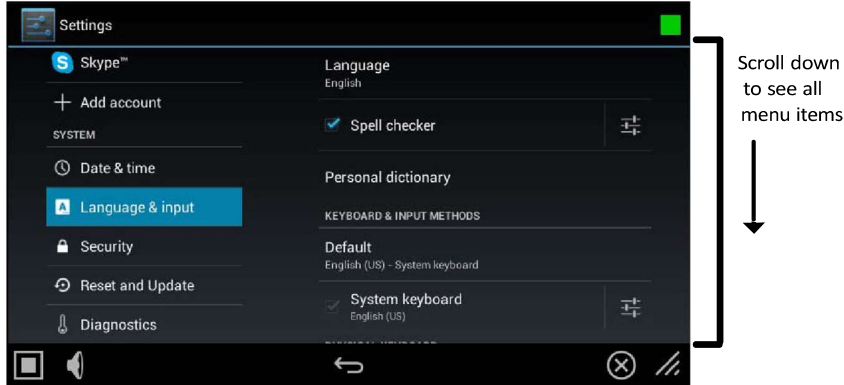 Settings
Skype™
Add account
SYSTEM
Date & time
Language & input
Security
Reset and Update
Diagnostics
Language
English
Spell checker
Personal dictionary
KEYBOARD & INPUT METHODS
Default
English (US) - System keyboard
System keyboard
English (US)
Scroll down
to see all
menu items